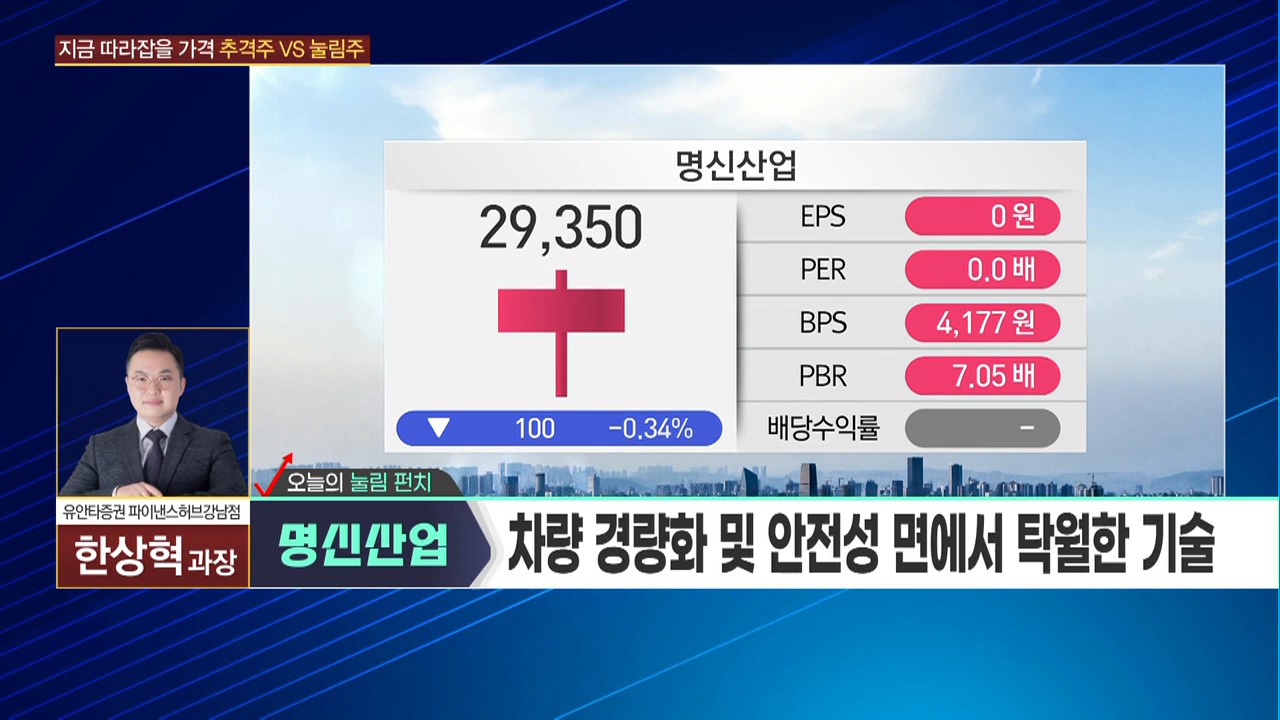 지금 따라잡을 가격 추격주 VS 눌림주
명신산업
29,350
▼ 100 -0.34%
EPS 0 원
PER 0.0 배
BPS 4,177 원
PBR 7.05 배
배당수익률 -
오늘의 눌림 펀치
유안타증권 파이낸스허브강남점
한상혁 과장
명신산업
차량 경량화 및 안전성 면에서 탁월한 기술